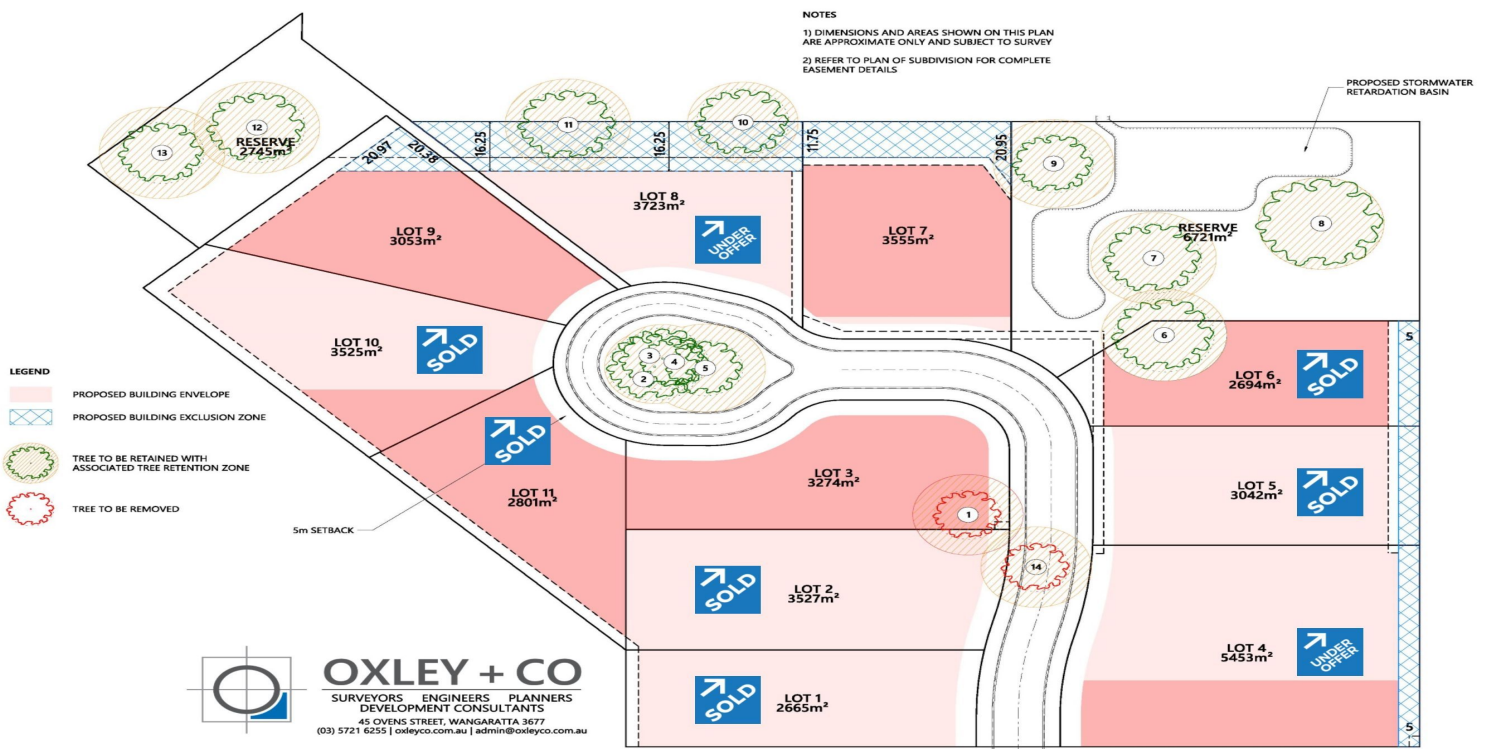 NOTES
1) DIMENSIONS AND AREAS SHOWN ON THIS PLAN
ARE APPROXIMATE ONLY AND SUBJECT TO SURVEY
2) REFER TO PLAN OF SUBDIVISION FOR COMPLETE
EASEMENT DETAILS
PROPOSED STORMWATER
RETARDATION BASIN
13
12
RESERVE
2745m²
11
10
20.97
20.38
16.25
16.25
11.75
20.95
9
8
RESERVE
6721m²
7
6
LOT 9
3053m²
LOT 8
3723m²
UNDER
OFFER
LOT 7
3555m²
LOT 10
3525m²
SOLD
3
4
2
5
5
LOT 6
2694m²
SOLD
LEGEND
PROPOSED BUILDING ENVELOPE
PROPOSED BUILDING EXCLUSION ZONE
TREE TO BE RETAINED WITH
ASSOCIATED TREE RETENTION ZONE
TREE TO BE REMOVED
SOLD
LOT 11
2801m²
5m SETBACK
LOT 3
3274m²
1
14
LOT 5
3042m²
SOLD
SOLD
LOT 2
3527m²
LOT 4
5453m²
UNDER
OFFER
SOLD
LOT 1
2665m²
5
OXLEY + CO
SURVEYORS ENGINEERS PLANNERS
DEVELOPMENT CONSULTANTS
45 OVENS STREET, WANGARATTA 3677
(03) 5721 6255 | oxleyco.com.au | admin@oxleyco.com.au